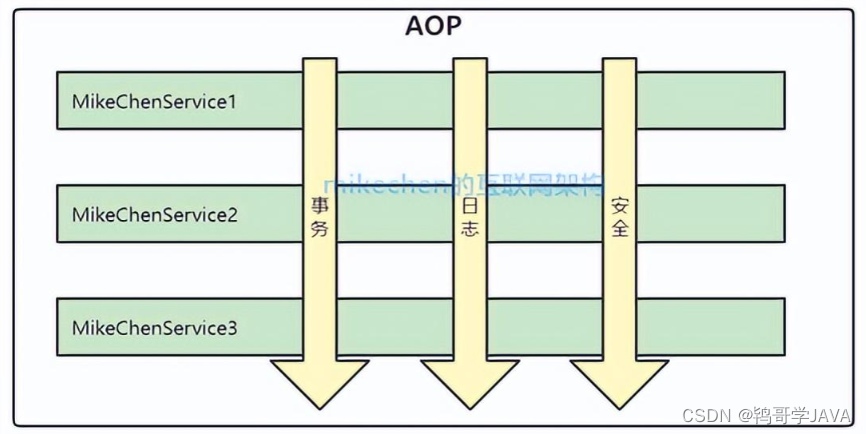 AOP
MikeChenService1
mikechen的互联网架构
MikeChenService2
事务
日志
安全
MikeChenService3
CSDN @鸨哥学JAVA